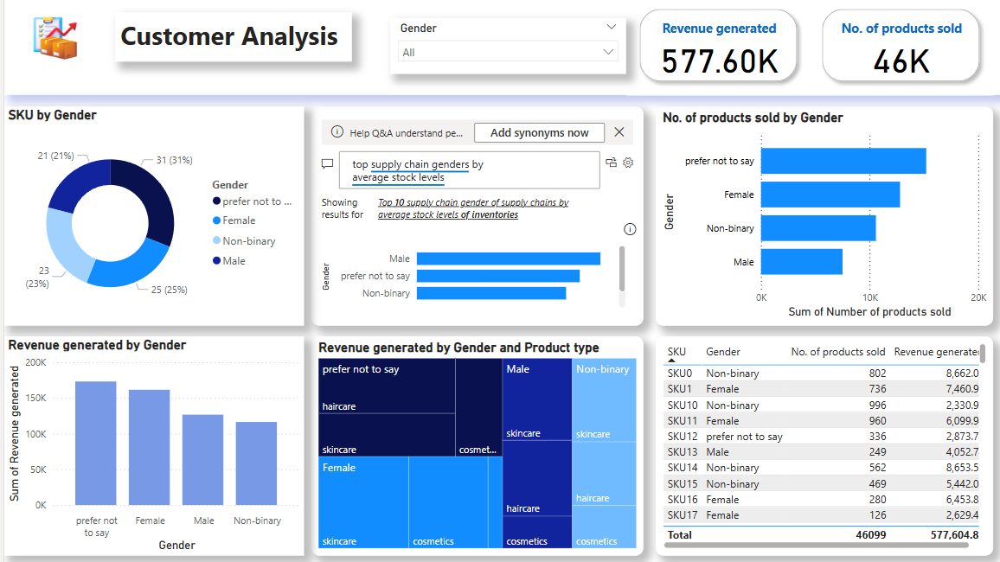 Customer Analysis
Gender
All
Revenue generated
577.60K
No. of products sold
46K
SKU by Gender
21 (21%)
31 (31%)
23
(23%)
25 (25%)
Gender
prefer not to ...
Female
Non-binary
Male
Help Q&A understand pe...
Add synonyms now
top supply chain genders by
average stock levels
Showing
results for
Top 10 supply chain gender of supply chains by
average stock levels of inventories
Gender
Male
prefer not to say
Non-binary
No. of products sold by Gender
Gender
prefer not to say
Female
Non-binary
Male
0K
10K
20K
Sum of Number of products sold
Revenue generated by Gender
Sum of Revenue generated
200K
150K
100K
50K
0K
prefer not
to say
Female
Male
Non-binary
Gender
Revenue generated by Gender and Product type
prefer not to say
haircare
skincare
cosmet...
Female
skincare
cosmetics
Male
skincare
haircare
cosmetics
Non-binary
skincare
haircare
cosmetics
SKU Gender No. of products sold Revenue generated
SKU0 Non-binary 802 8,662.0
SKU1 Female 736 7,460.9
SKU10 Non-binary 996 2,330.9
SKU11 Female 960 6,099.9
SKU12 prefer not to say 336 2,873.7
SKU13 Male 249 4,052.7
SKU14 Non-binary 562 8,653.5
SKU15 Non-binary 469 5,442.0
SKU16 Female 280 6,453.8
SKU17 Female 126 2,629.4
Total 46099 577,604.8